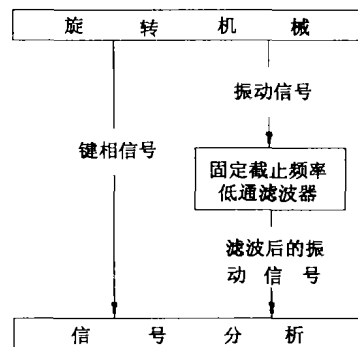 旋 转 机 械
振动信号
键相信号
固定截止频率
低通滤波器
滤波后的振
动 信 号
信 号 分 析